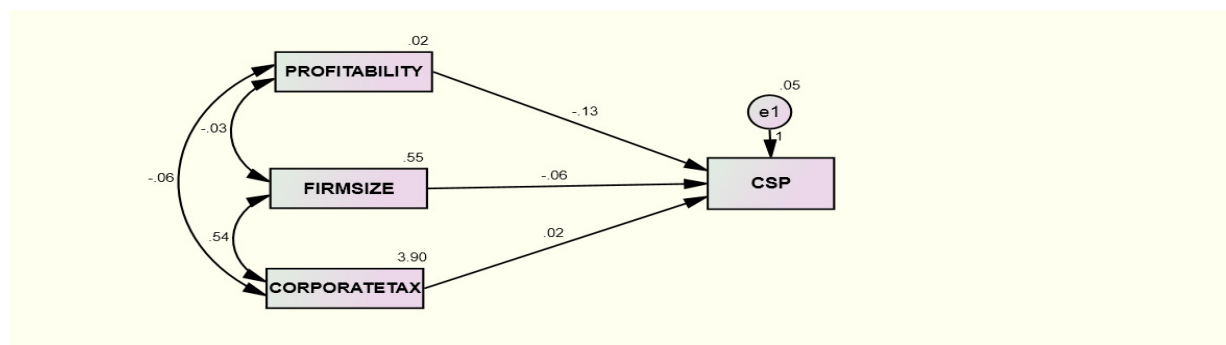 .02
PROFITABILITY
.05
e1
-.13
1
-.03
.55
-.06
FIRMSIZE
-.06
CSP
.54
.02
3.90
CORPORATETAX